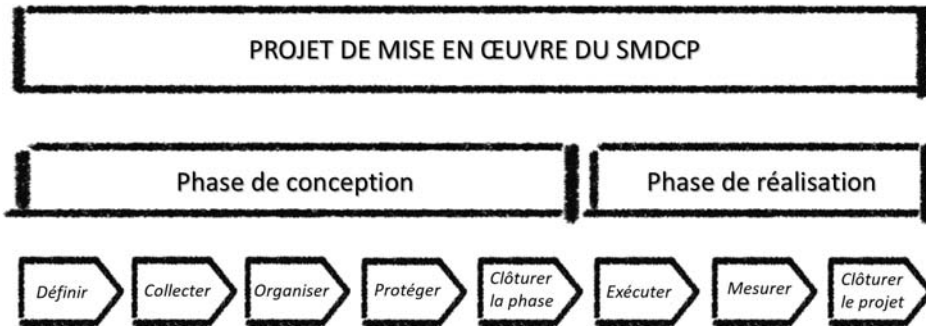 PROJET DE MISE EN ŒUVRE DU SMDCP
Phase de conception
Phase de réalisation
Définir
Collecter
Organiser
Protéger
Clôturer
la phase
Exécuter
Mesurer
Clôturer
le projet